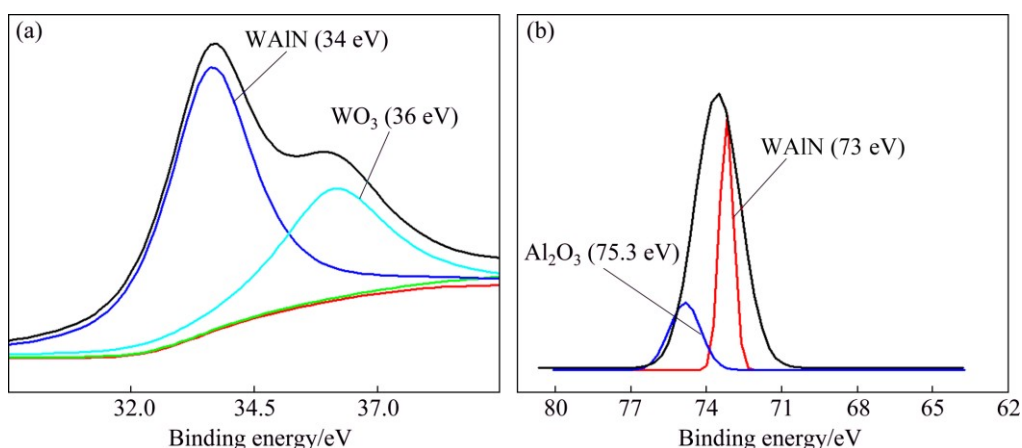 (a)
WAlN (34 eV)
WO₃ (36 eV)
32.0 34.5 37.0
Binding energy/eV
(b)
WAlN (73 eV)
Al₂O₃ (75.3 eV)
80 77 74 71 68 65 62
Binding energy/eV